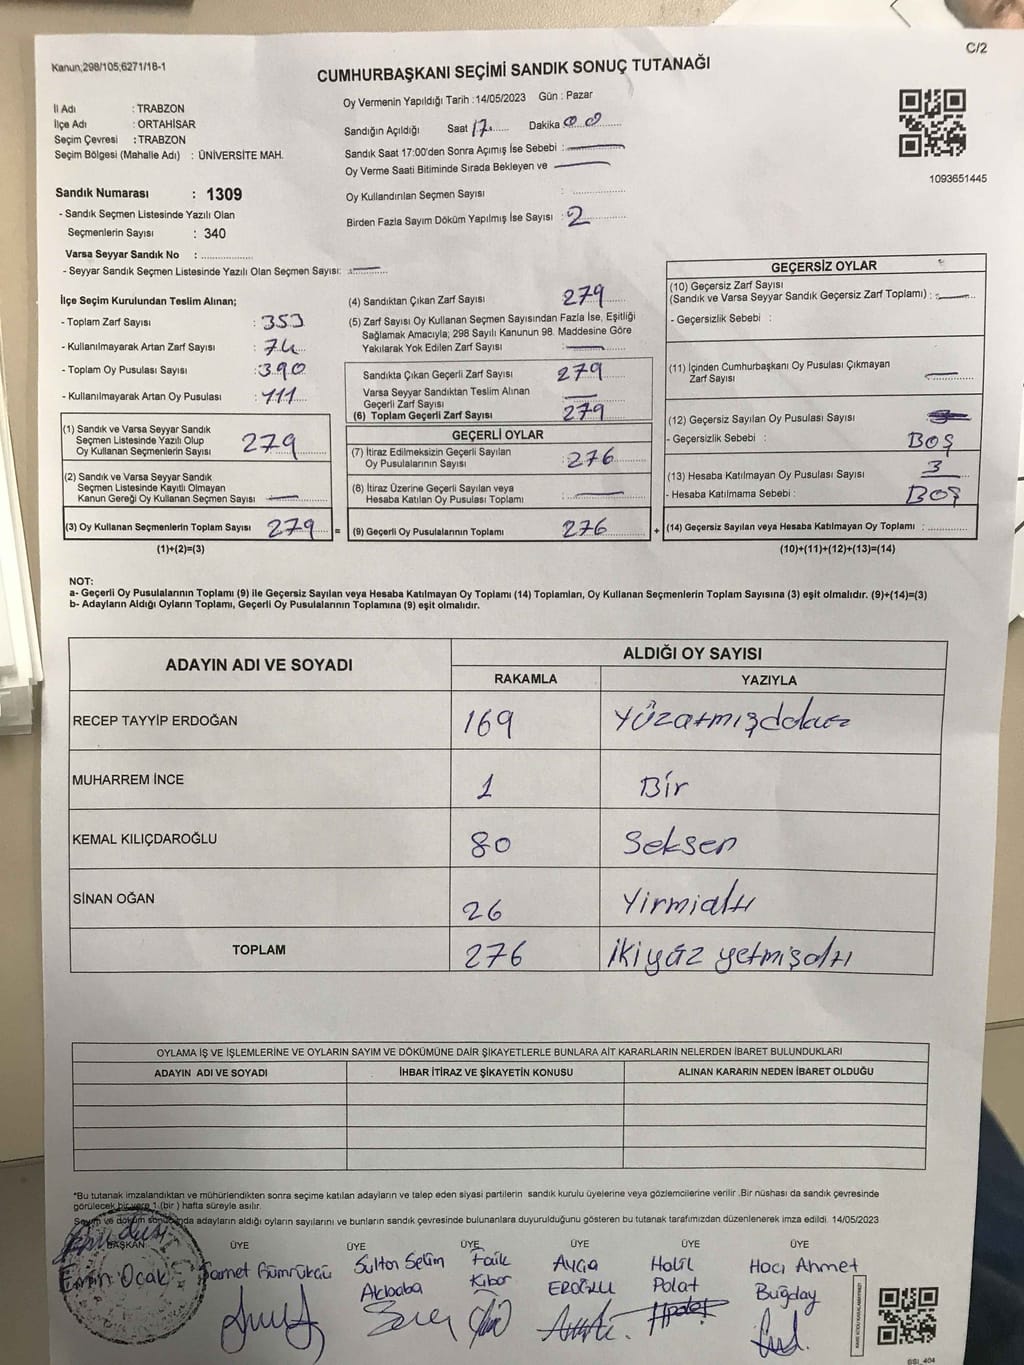 C/2
Kanun;298/105;6271/18-1
CUMHURBAŞKANI SEÇİMİ SANDIK SONUÇ TUTANAĞI
İl Adı : TRABZON
İlçe Adı : ORTAHİSAR
Seçim Çevresi : TRABZON
Seçim Bölgesi (Mahalle Adı) : ÜNİVERSİTE MAH.
Sandık Numarası : 1309
- Sandık Seçmen Listesinde Yazılı Olan
Seçmenlerin Sayısı : 340
Varsa Seyyar Sandık No :
- Seyyar Sandık Seçmen Listesinde Yazılı Olan Seçmen Sayısı: —
Oy Vermenin Yapıldığı Tarih :14/05/2023 Gün : Pazar
Sandığın Açıldığı Saat 17 Dakika 00
Sandık Saat 17:00'den Sonra Açımış İse Sebebi : —
Oy Verme Saati Bitiminde Sırada Bekleyen ve —
Oy Kullandırılan Seçmen Sayısı :
Birden Fazla Sayım Döküm Yapılmış İse Sayısı : 2
1093651445
İlçe Seçim Kurulundan Teslim Alınan;
- Toplam Zarf Sayısı : 353
- Kullanılmayarak Artan Zarf Sayısı : 74
- Toplam Oy Pusulası Sayısı : 390
- Kullanılmayarak Artan Oy Pusulası : 111
(1) Sandık ve Varsa Seyyar Sandık
Seçmen Listesinde Yazılı Olup
Oy Kullanan Seçmenlerin Sayısı 279
(2) Sandık ve Varsa Seyyar Sandık
Seçmen Listesinde Kayıtlı Olmayan
Kanun Gereği Oy Kullanan Seçmen Sayısı —
(3) Oy Kullanan Seçmenlerin Toplam Sayısı 279 =
(1)+(2)=(3)
(4) Sandıktan Çıkan Zarf Sayısı 279
(5) Zarf Sayısı Oy Kullanan Seçmen Sayısından Fazla İse, Eşitliği
Sağlamak Amacıyla; 298 Sayılı Kanunun 98. Maddesine Göre
Yakılarak Yok Edilen Zarf Sayısı —
Sandıkta Çıkan Geçerli Zarf Sayısı 279
Varsa Seyyar Sandıktan Teslim Alınan
Geçerli Zarf Sayısı —
(6) Toplam Geçerli Zarf Sayısı 279
GEÇERLİ OYLAR
(7) İtiraz Edilmeksizin Geçerli Sayılan
Oy Pusulalarının Sayısı : 276
(8) İtiraz Üzerine Geçerli Sayılan veya
Hesaba Katılan Oy Pusulası Toplamı : —
(9) Geçerli Oy Pusulalarının Toplamı 276 +
GEÇERSİZ OYLAR
(10) Geçersiz Zarf Sayısı
(Sandık ve Varsa Seyyar Sandık Geçersiz Zarf Toplamı) : —
- Geçersizlik Sebebi :
(11) İçinden Cumhurbaşkanı Oy Pusulası Çıkmayan
Zarf Sayısı —
(12) Geçersiz Sayılan Oy Pusulası Sayısı
- Geçersizlik Sebebi : BOŞ
(13) Hesaba Katılmayan Oy Pusulası Sayısı 3
- Hesaba Katılmama Sebebi : BOŞ
(14) Geçersiz Sayılan veya Hesaba Katılmayan Oy Toplamı :
(10)+(11)+(12)+(13)=(14)
NOT:
a- Geçerli Oy Pusulalarının Toplamı (9) ile Geçersiz Sayılan veya Hesaba Katılmayan Oy Toplamı (14) Toplamları, Oy Kullanan Seçmenlerin Toplam Sayısına (3) eşit olmalıdır. (9)+(14)=(3)
b- Adayların Aldığı Oyların Toplamı, Geçerli Oy Pusulalarının Toplamına (9) eşit olmalıdır.
ADAYIN ADI VE SOYADI ALDIĞI OY SAYISI
RAKAMLA YAZIYLA
RECEP TAYYİP ERDOĞAN 169 Yüzatmışdokuz
MUHARREM İNCE 1 Bir
KEMAL KILIÇDAROĞLU 80 Seksen
SİNAN OĞAN 26 Yirmialtı
TOPLAM 276 İkiyüz yetmişaltı
OYLAMA İŞ VE İŞLEMLERİNE VE OYLARIN SAYIM VE DÖKÜMÜNE DAİR ŞİKAYETLERLE BUNLARA AİT KARARLARIN NELERDEN İBARET BULUNDUKLARI
ADAYIN ADI VE SOYADI İHBAR İTİRAZ VE ŞİKAYETİN KONUSU ALINAN KARARIN NEDEN İBARET OLDUĞU
*Bu tutanak imzalandıktan ve mühürlendikten sonra seçime katılan adayların ve talep eden siyasi partilerin sandık kurulu üyelerine veya gözlemcilerine verilir .Bir nüshası da sandık çevresinde
görülecek bir yere 1 (bir ) hafta süreyle asılır.
Sayım ve döküm sonucunda adayların aldığı oyların sayılarını ve bunların sandık çevresinde bulunanlara duyurulduğunu gösteren bu tutanak tarafımızdan düzenlenerek imza edildi. 14/05/2023
BAŞKAN ÜYE ÜYE ÜYE ÜYE ÜYE ÜYE
Emin Ocak Samet Gümrükcü Sultan Selim Akbaba Faik Kibar Ayça EROĞLU Halil Polat Hacı Ahmet Buğday
SSI_404